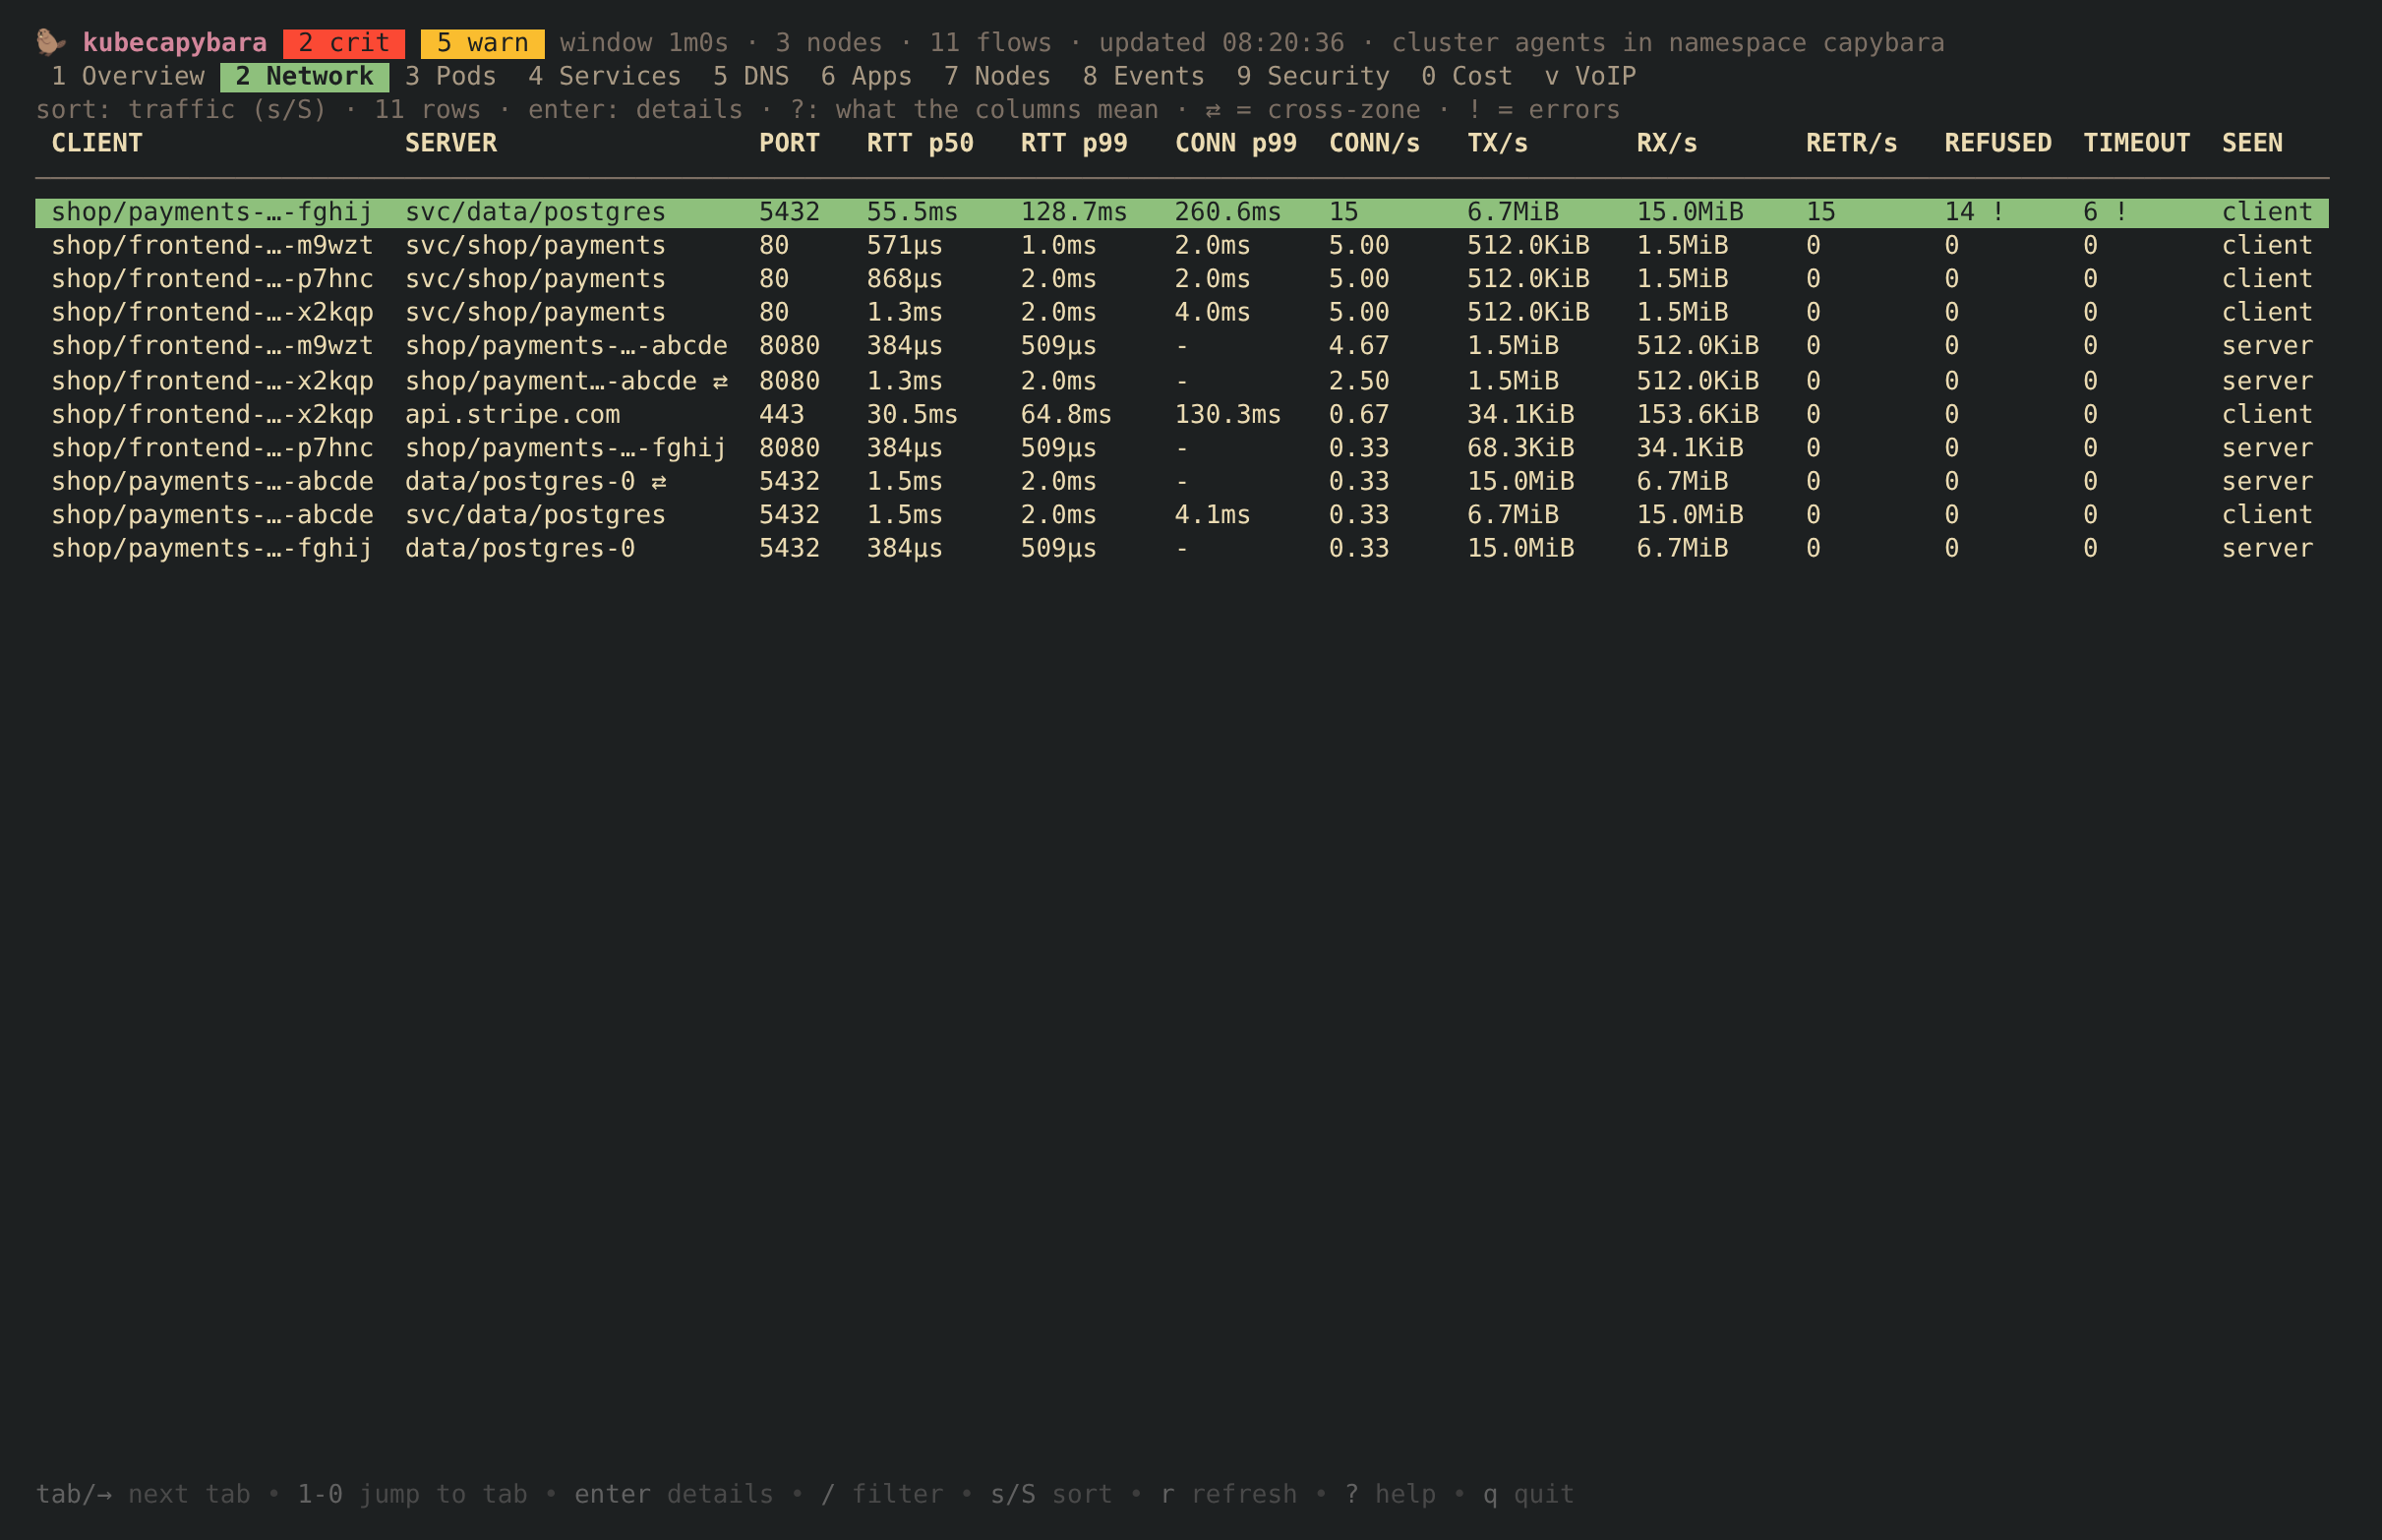 🦫 kubecapybara  2 crit   5 warn  window 1m0s · 3 nodes · 11 flows · updated 08:20:36 · cluster agents in namespace capybara
1 Overview  2 Network  3 Pods  4 Services  5 DNS  6 Apps  7 Nodes  8 Events  9 Security  0 Cost  v VoIP
sort: traffic (s/S) · 11 rows · enter: details · ?: what the columns mean · ⇄ = cross-zone · ! = errors
CLIENT  SERVER  PORT  RTT p50  RTT p99  CONN p99  CONN/s  TX/s  RX/s  RETR/s  REFUSED  TIMEOUT  SEEN
shop/payments-…-fghij  svc/data/postgres  5432  55.5ms  128.7ms  260.6ms  15  6.7MiB  15.0MiB  15  14 !  6 !  client
shop/frontend-…-m9wzt  svc/shop/payments  80  571µs  1.0ms  2.0ms  5.00  512.0KiB  1.5MiB  0  0  0  client
shop/frontend-…-p7hnc  svc/shop/payments  80  868µs  2.0ms  2.0ms  5.00  512.0KiB  1.5MiB  0  0  0  client
shop/frontend-…-x2kqp  svc/shop/payments  80  1.3ms  2.0ms  4.0ms  5.00  512.0KiB  1.5MiB  0  0  0  client
shop/frontend-…-m9wzt  shop/payments-…-abcde  8080  384µs  509µs  -  4.67  1.5MiB  512.0KiB  0  0  0  server
shop/frontend-…-x2kqp  shop/payment…-abcde ⇄  8080  1.3ms  2.0ms  -  2.50  1.5MiB  512.0KiB  0  0  0  server
shop/frontend-…-x2kqp  api.stripe.com  443  30.5ms  64.8ms  130.3ms  0.67  34.1KiB  153.6KiB  0  0  0  client
shop/frontend-…-p7hnc  shop/payments-…-fghij  8080  384µs  509µs  -  0.33  68.3KiB  34.1KiB  0  0  0  server
shop/payments-…-abcde  data/postgres-0 ⇄  5432  1.5ms  2.0ms  -  0.33  15.0MiB  6.7MiB  0  0  0  server
shop/payments-…-abcde  svc/data/postgres  5432  1.5ms  2.0ms  4.1ms  0.33  6.7MiB  15.0MiB  0  0  0  client
shop/payments-…-fghij  data/postgres-0  5432  384µs  509µs  -  0.33  15.0MiB  6.7MiB  0  0  0  server
tab/→ next tab • 1-0 jump to tab • enter details • / filter • s/S sort • r refresh • ? help • q quit